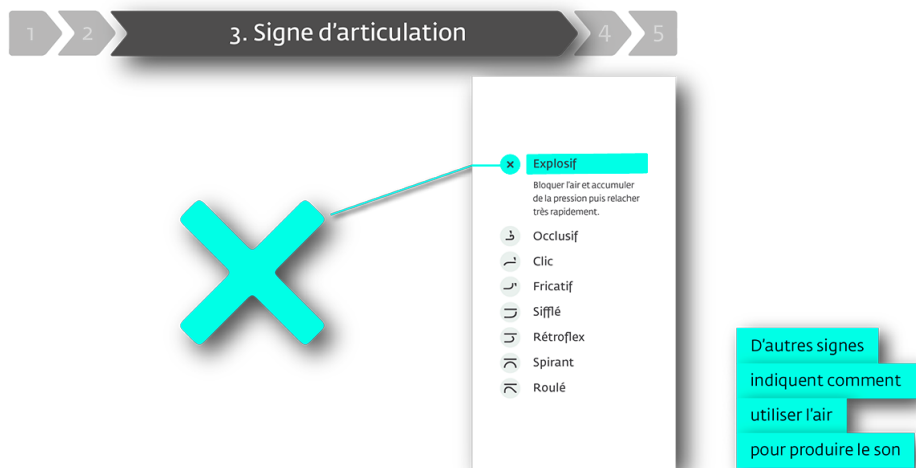 1 2 3. Signe d'articulation 4 5
Explosif
Bloquer l'air et accumuler
de la pression puis relacher
très rapidement.
Occlusif
Clic
Fricatif
Sifflé
Rétroflex
Spirant
Roulé
D'autres signes
indiquent comment
utiliser l'air
pour produire le son